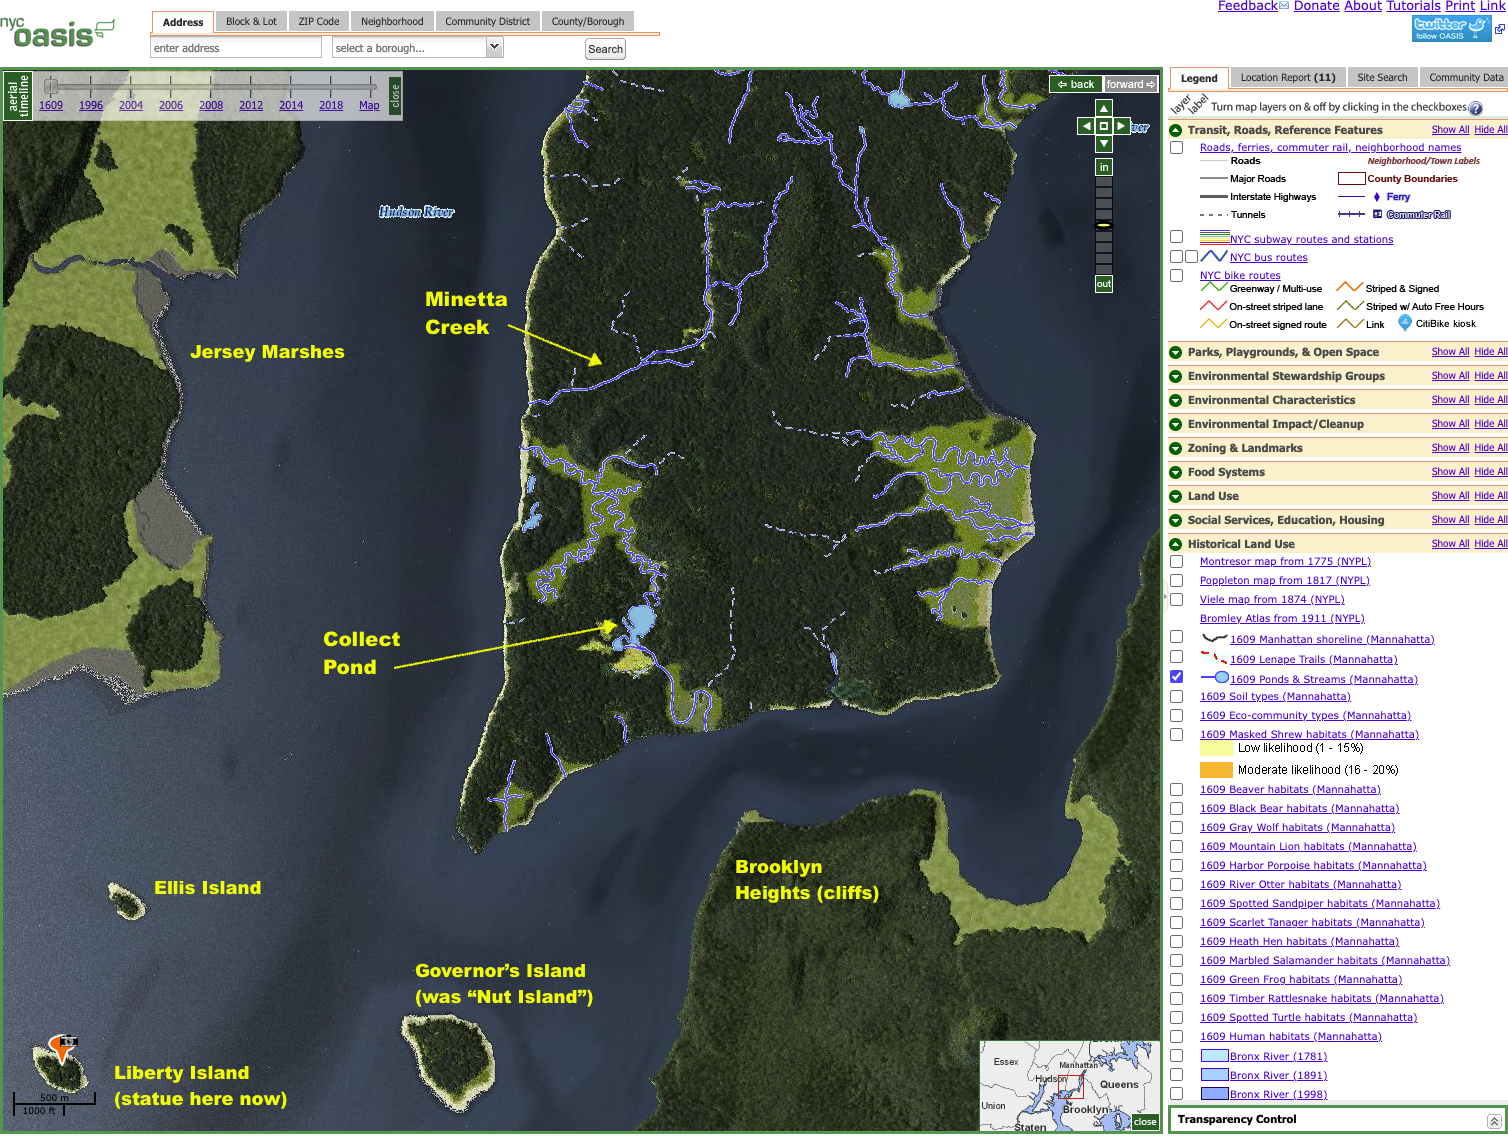 Feedback Donate About Tutorials Print Link
nyc
oasis
Address Block & Lot ZIP Code Neighborhood Community District County/Borough
enter address select a borough... Search
twitter
follow OASIS
aerial timeline
1609 1996 2004 2006 2008 2012 2014 2018 Map
close
back forward
in
out
Hudson River
Minetta
Creek
Jersey Marshes
Collect
Pond
Brooklyn
Heights (cliffs)
Ellis Island
Governor's Island
(was “Nut Island”)
Liberty Island
(statue here now)
500 m
1000 ft
Essex
Manhattan
Hudson
Queens
Union
Brooklyn
Staten
close
Legend Location Report (11) Site Search Community Data
layer label Turn map layers on & off by clicking in the checkboxes ?
Transit, Roads, Reference Features Show All Hide All
Roads, ferries, commuter rail, neighborhood names
Roads Neighborhood/Town Labels
Major Roads County Boundaries
Interstate Highways Ferry
Tunnels Commuter Rail
NYC subway routes and stations
NYC bus routes
NYC bike routes
Greenway / Multi-use Striped & Signed
On-street striped lane Striped w/ Auto Free Hours
On-street signed route Link CitiBike kiosk
Parks, Playgrounds, & Open Space Show All Hide All
Environmental Stewardship Groups Show All Hide All
Environmental Characteristics Show All Hide All
Environmental Impact/Cleanup Show All Hide All
Zoning & Landmarks Show All Hide All
Food Systems Show All Hide All
Land Use Show All Hide All
Social Services, Education, Housing Show All Hide All
Historical Land Use Show All Hide All
Montresor map from 1775 (NYPL)
Poppleton map from 1817 (NYPL)
Viele map from 1874 (NYPL)
Bromley Atlas from 1911 (NYPL)
1609 Manhattan shoreline (Mannahatta)
1609 Lenape Trails (Mannahatta)
1609 Ponds & Streams (Mannahatta)
1609 Soil types (Mannahatta)
1609 Eco-community types (Mannahatta)
1609 Masked Shrew habitats (Mannahatta)
Low likelihood (1 - 15%)
Moderate likelihood (16 - 20%)
1609 Beaver habitats (Mannahatta)
1609 Black Bear habitats (Mannahatta)
1609 Gray Wolf habitats (Mannahatta)
1609 Mountain Lion habitats (Mannahatta)
1609 Harbor Porpoise habitats (Mannahatta)
1609 River Otter habitats (Mannahatta)
1609 Spotted Sandpiper habitats (Mannahatta)
1609 Scarlet Tanager habitats (Mannahatta)
1609 Heath Hen habitats (Mannahatta)
1609 Marbled Salamander habitats (Mannahatta)
1609 Green Frog habitats (Mannahatta)
1609 Timber Rattlesnake habitats (Mannahatta)
1609 Spotted Turtle habitats (Mannahatta)
1609 Human habitats (Mannahatta)
Bronx River (1781)
Bronx River (1891)
Bronx River (1998)
Transparency Control